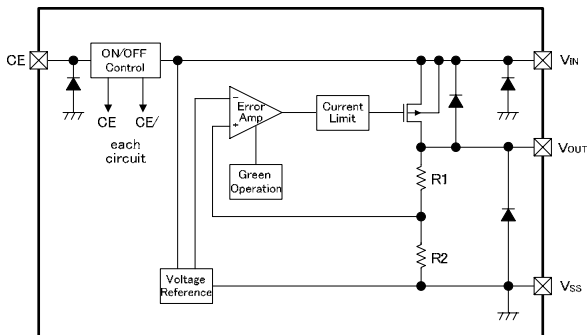 CE
ON/OFF
Control
VIN
CE CE/
each
circuit
−
Error
Amp
+
Current
Limit
VOUT
Green
Operation
R1
R2
Voltage
Reference
VSS